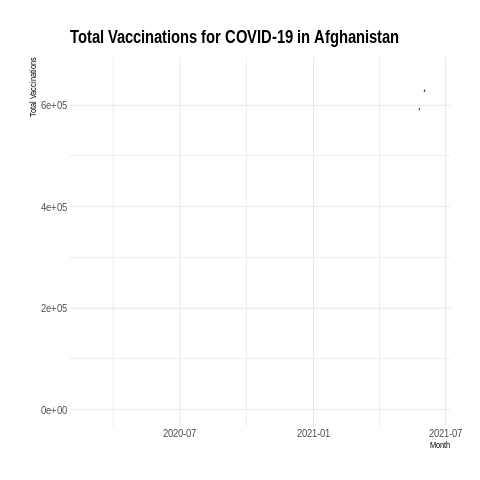 Total Vaccinations for COVID-19 in Afghanistan
Total Vaccinations
6e+05
4e+05
2e+05
0e+00
2020-07
2021-01
2021-07
Month